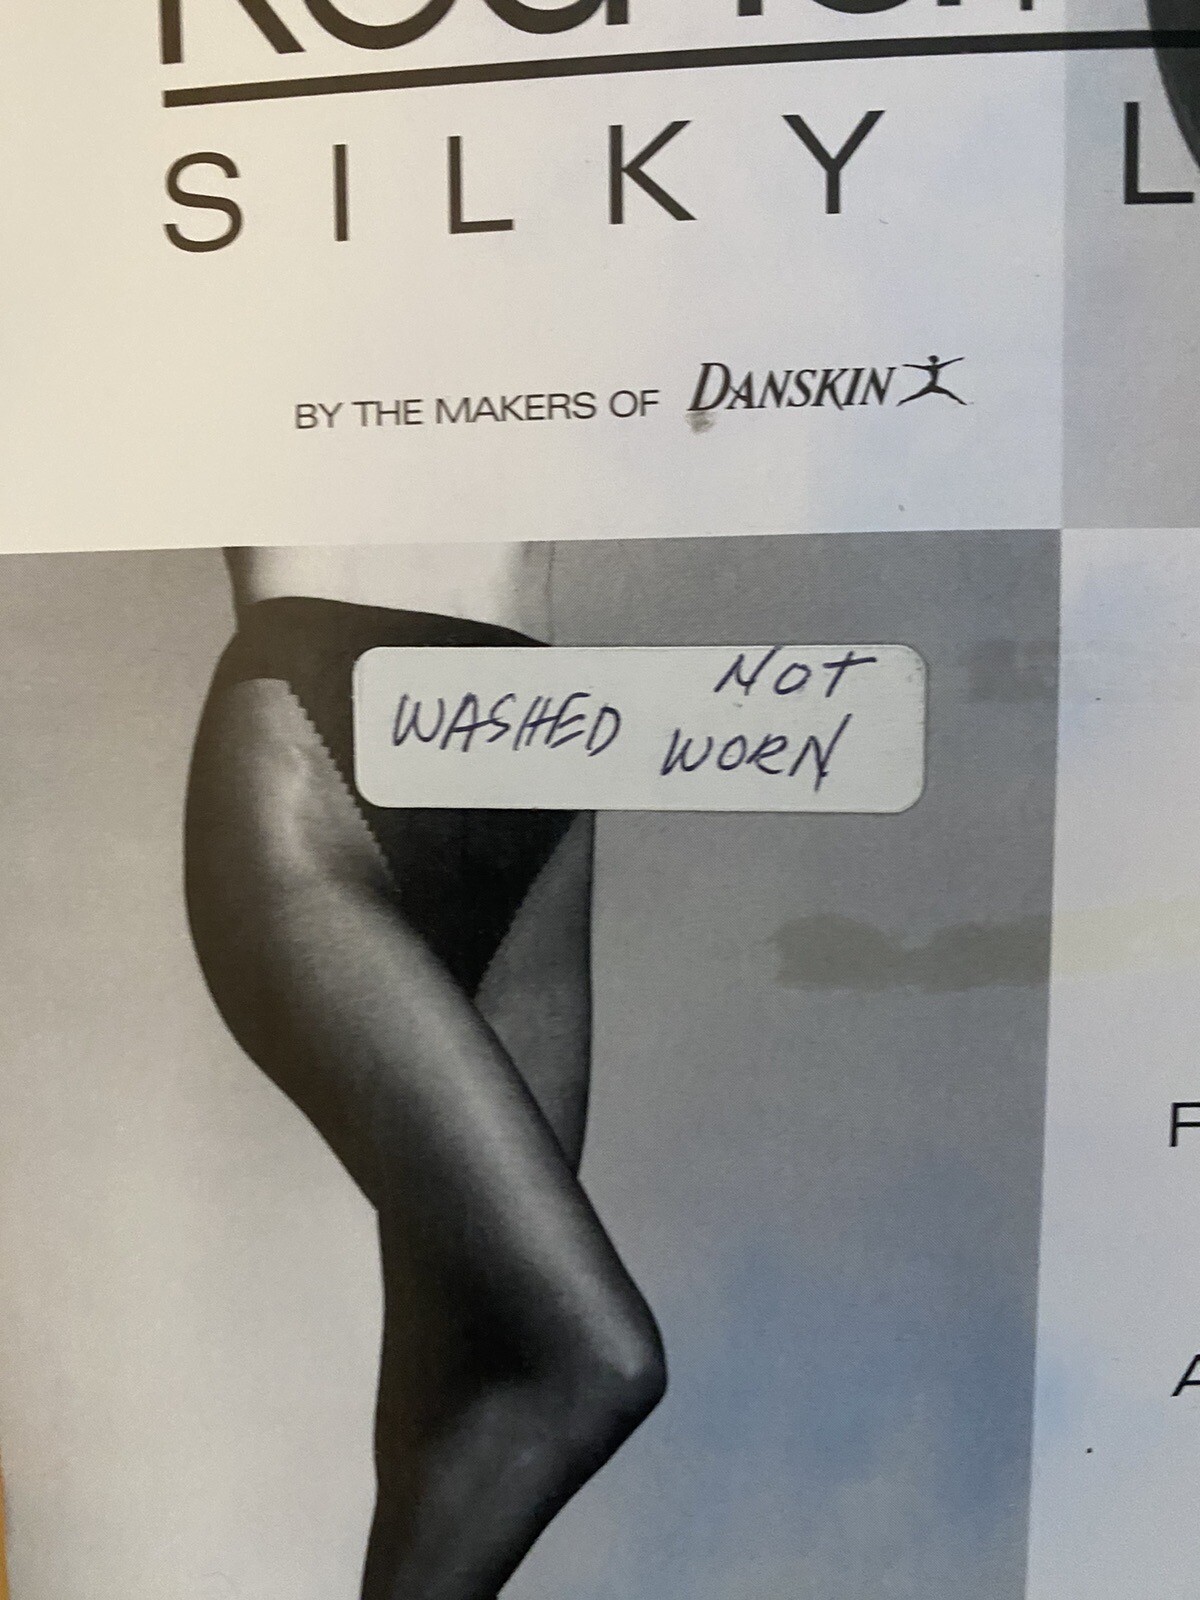 SILKY L
BY THE MAKERS OF DANSKIN
WASHED NOT
WORN
F
A